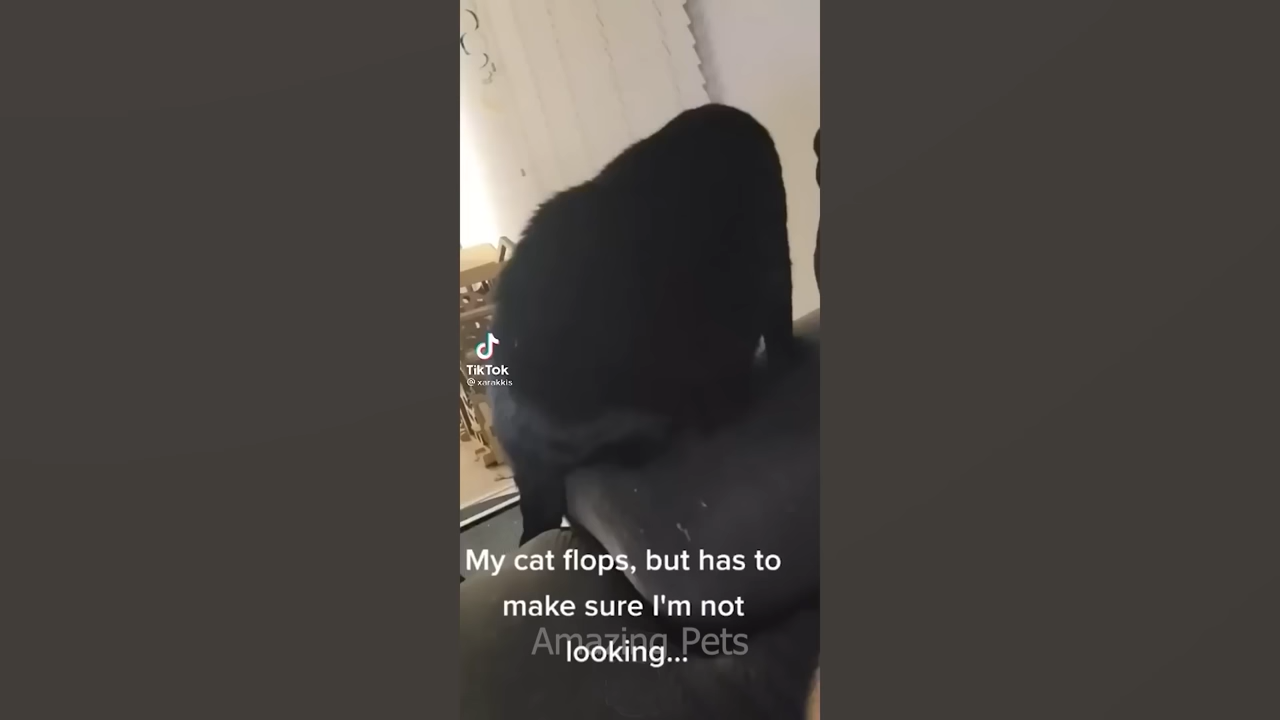 TikTok
@xarakkis
My cat flops, but has to
make sure I'm not
looking...
Amazing Pets